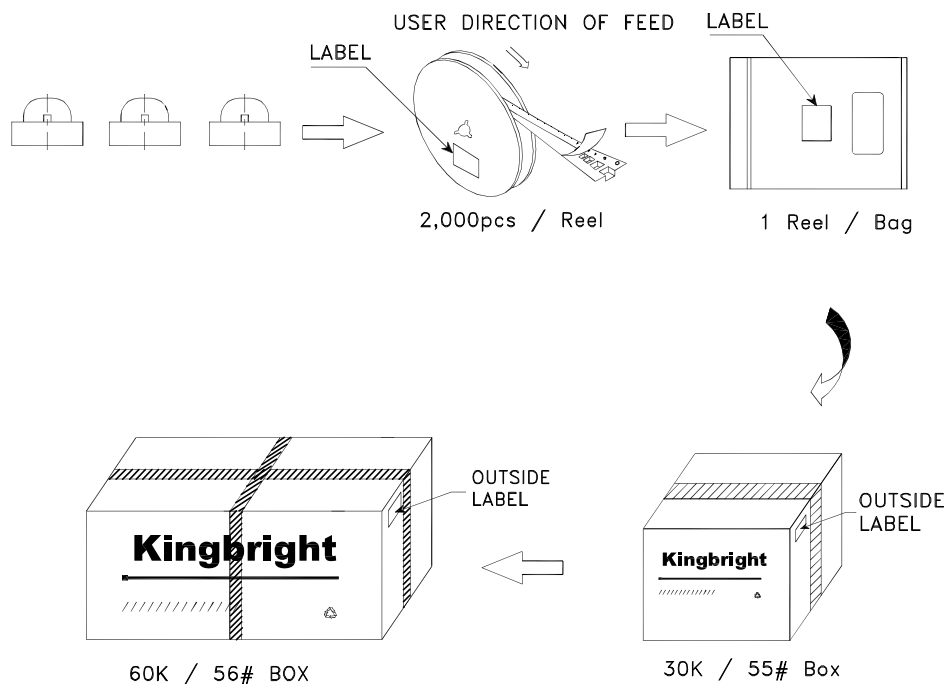 USER DIRECTION OF FEED
LABEL
LABEL
2,000pcs / Reel
1 Reel / Bag
OUTSIDE
LABEL
Kingbright
60K / 56# BOX
OUTSIDE
LABEL
Kingbright
30K / 55# Box